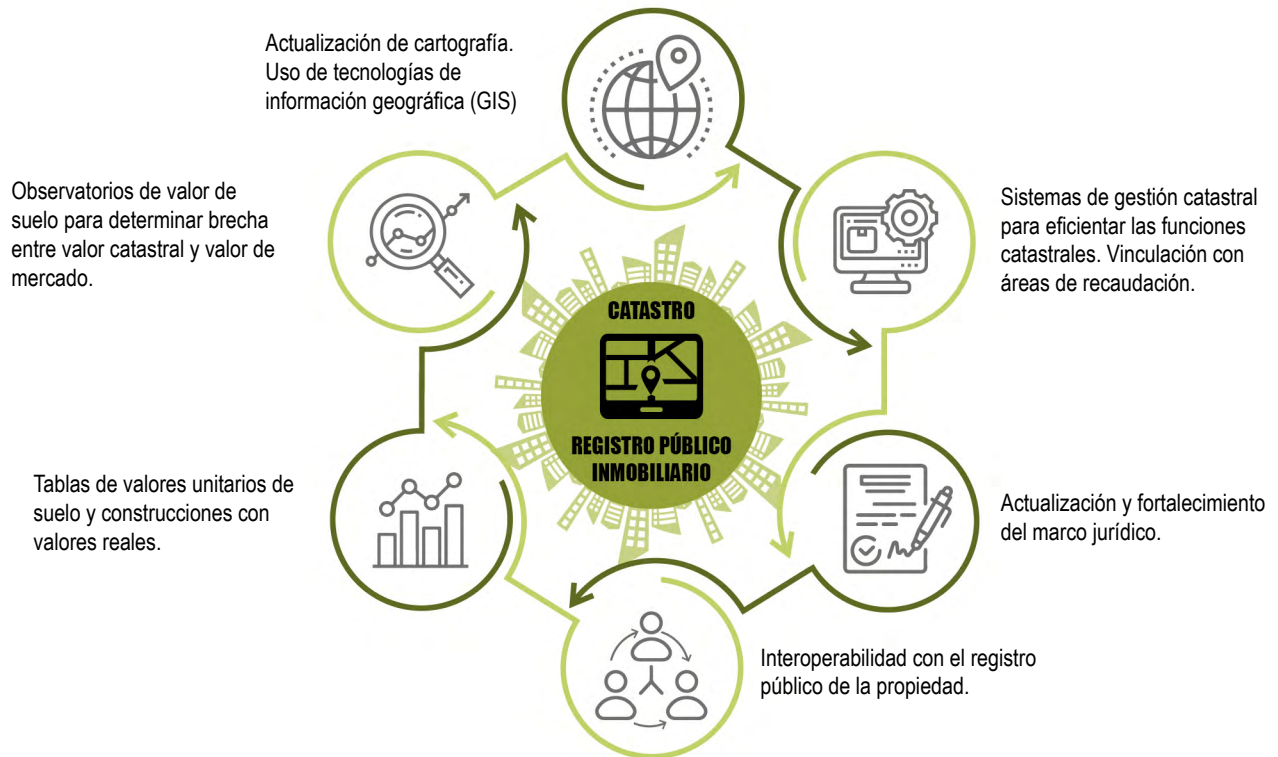 Actualización de cartografía.
Uso de tecnologías de
información geográfica (GIS)
Observatorios de valor de
suelo para determinar brecha
entre valor catastral y valor de
mercado.
Sistemas de gestión catastral
para eficientar las funciones
catastrales. Vinculación con
áreas de recaudación.
CATASTRO
REGISTRO PÚBLICO
INMOBILIARIO
Tablas de valores unitarios de
suelo y construcciones con
valores reales.
Actualización y fortalecimiento
del marco jurídico.
Interoperabilidad con el registro
público de la propiedad.